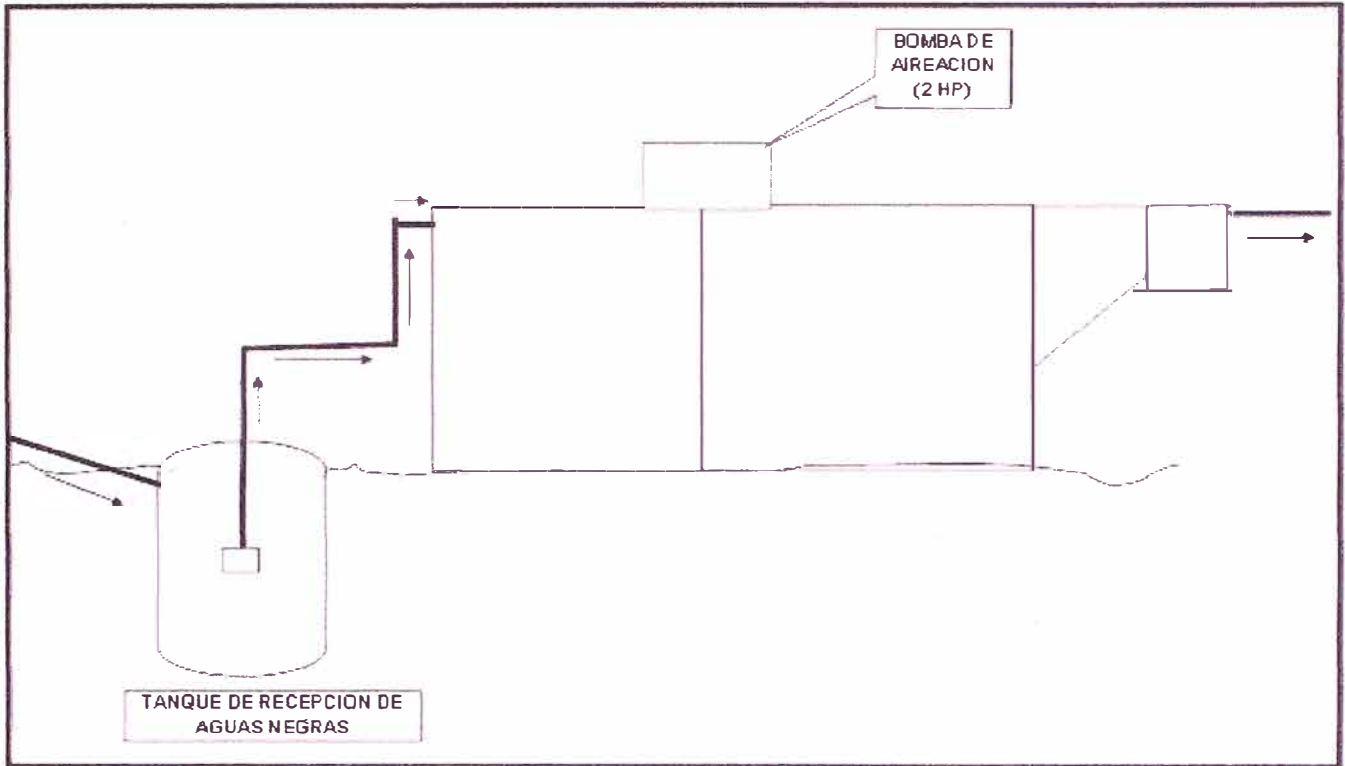 BOMBA DE
AIREACION
(2 HP)
TANQUE DE RECEPCION DE
AGUAS NEGRAS